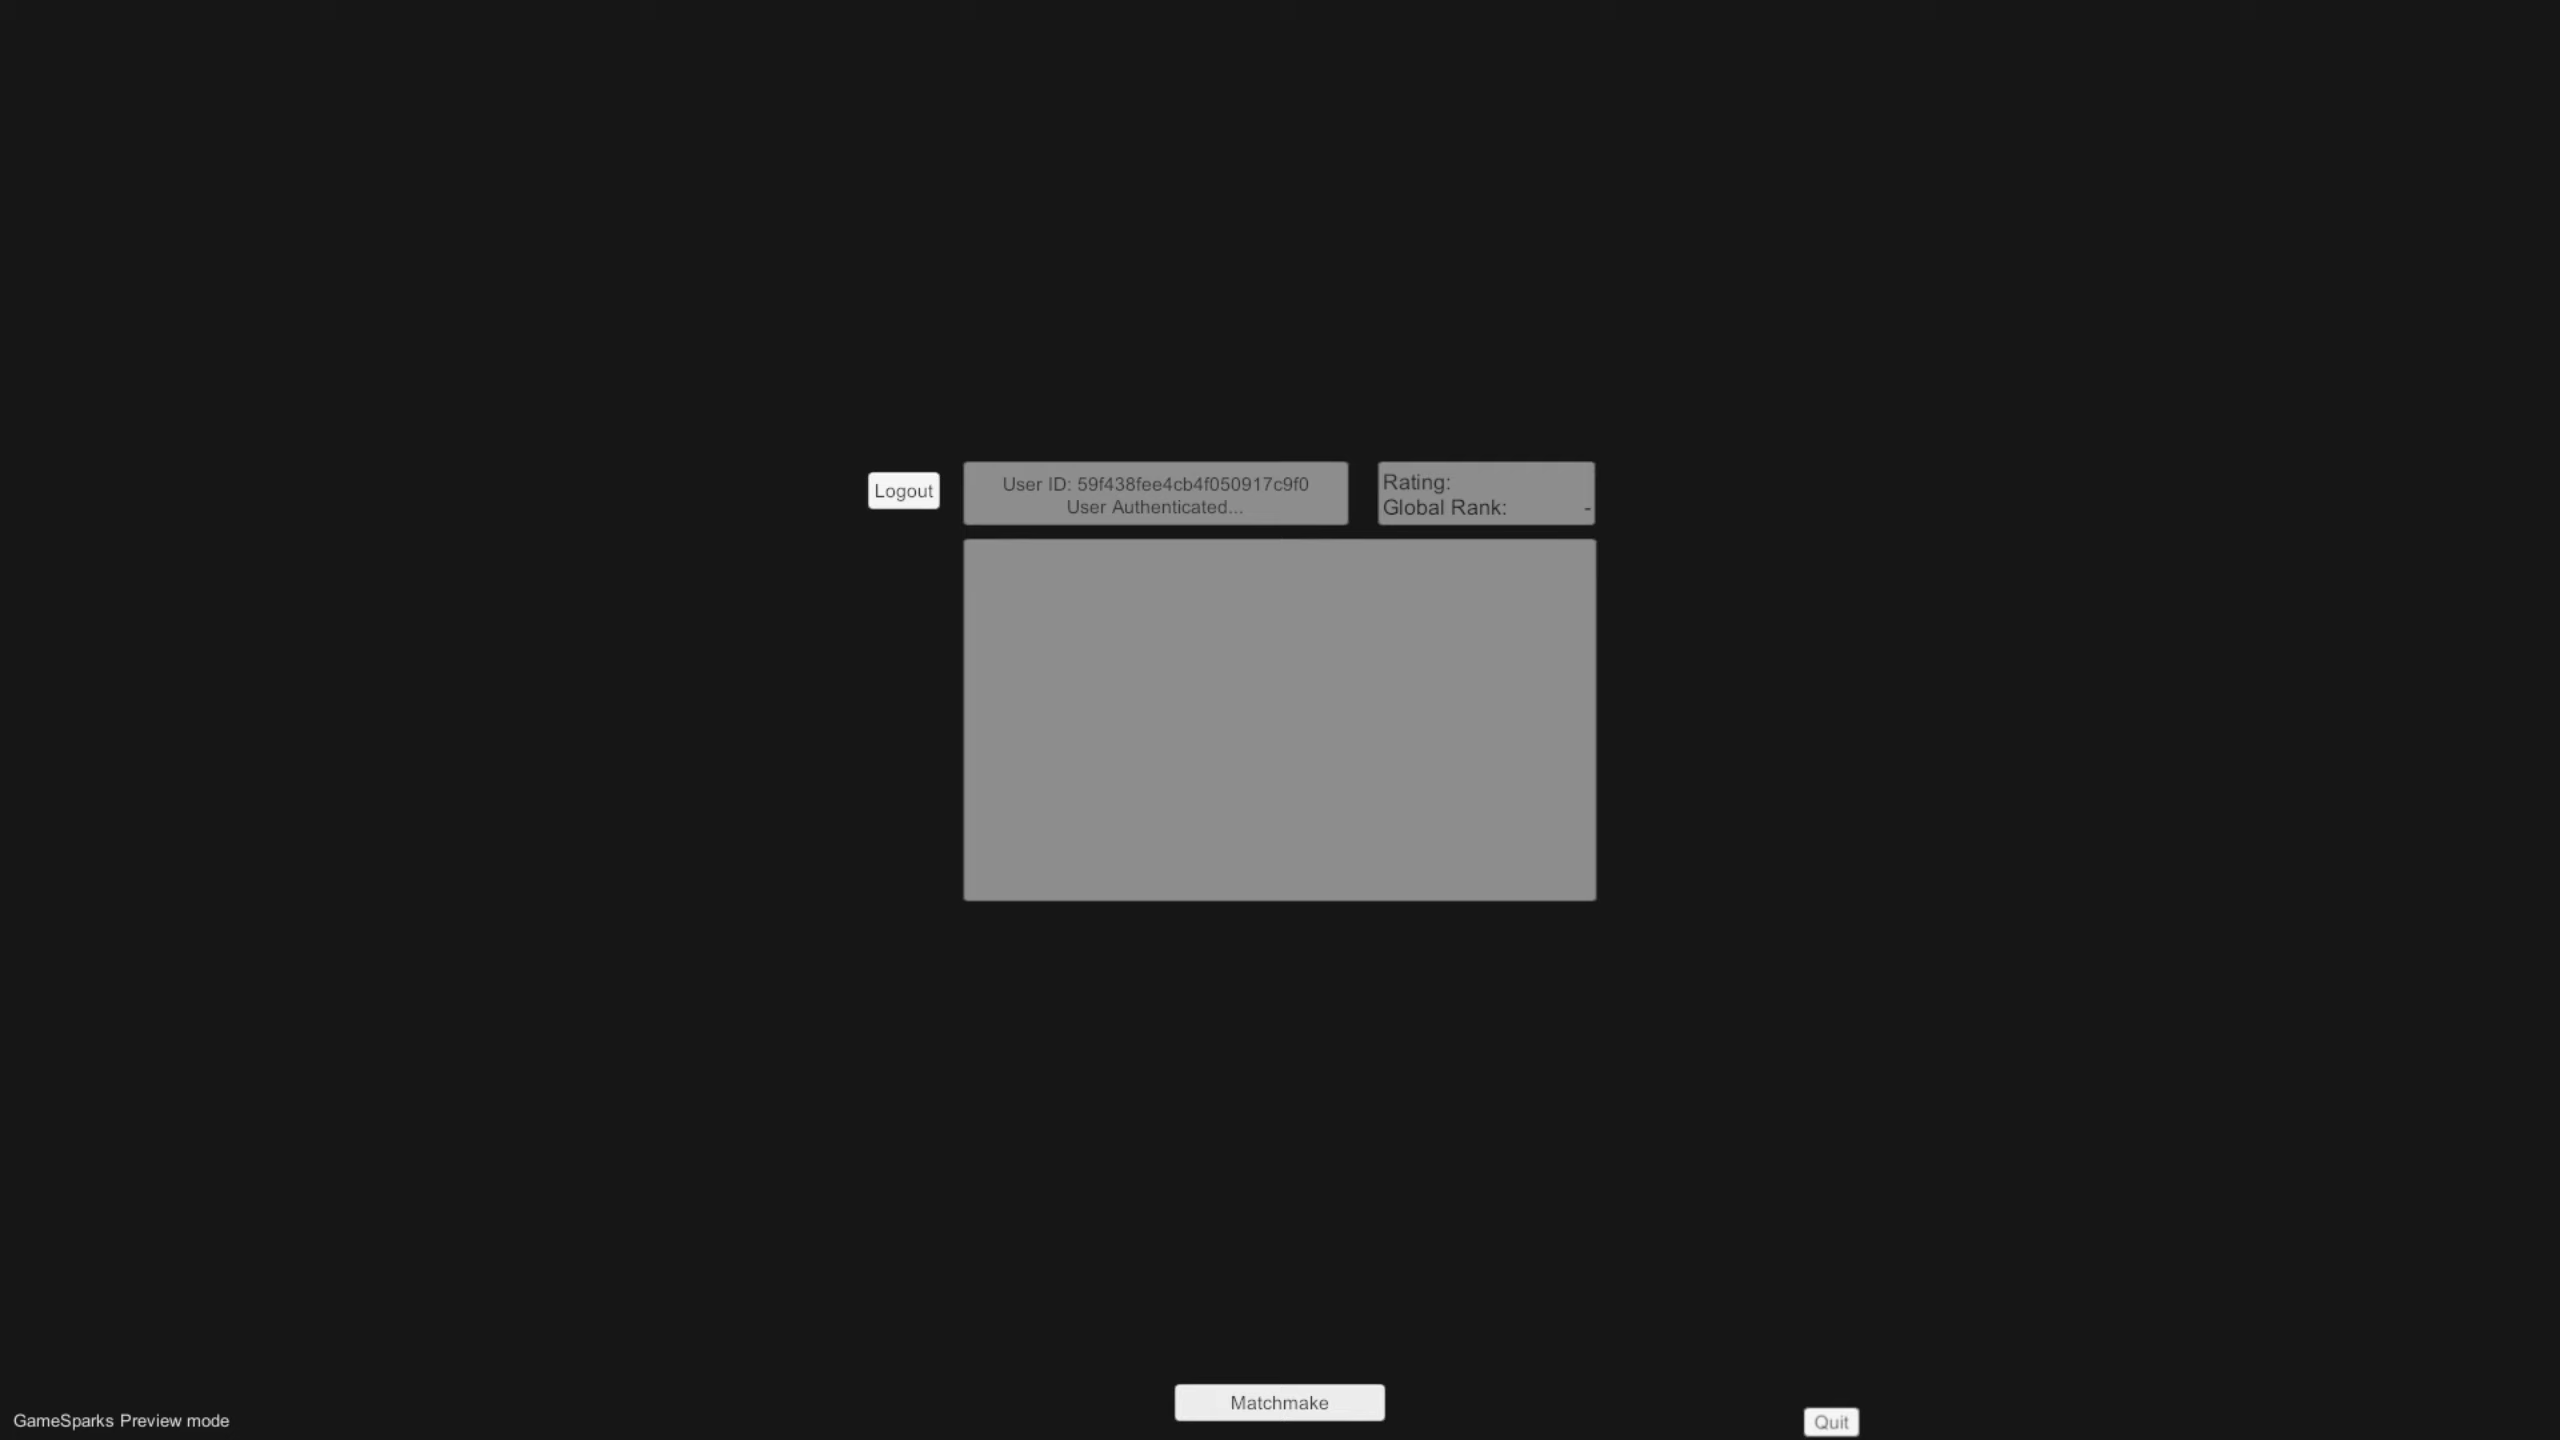 Logout
User ID: 59f438fee4cb4f050917c9f0
User Authenticated...
Rating:
Global Rank: -
Matchmake
GameSparks Preview mode
Quit